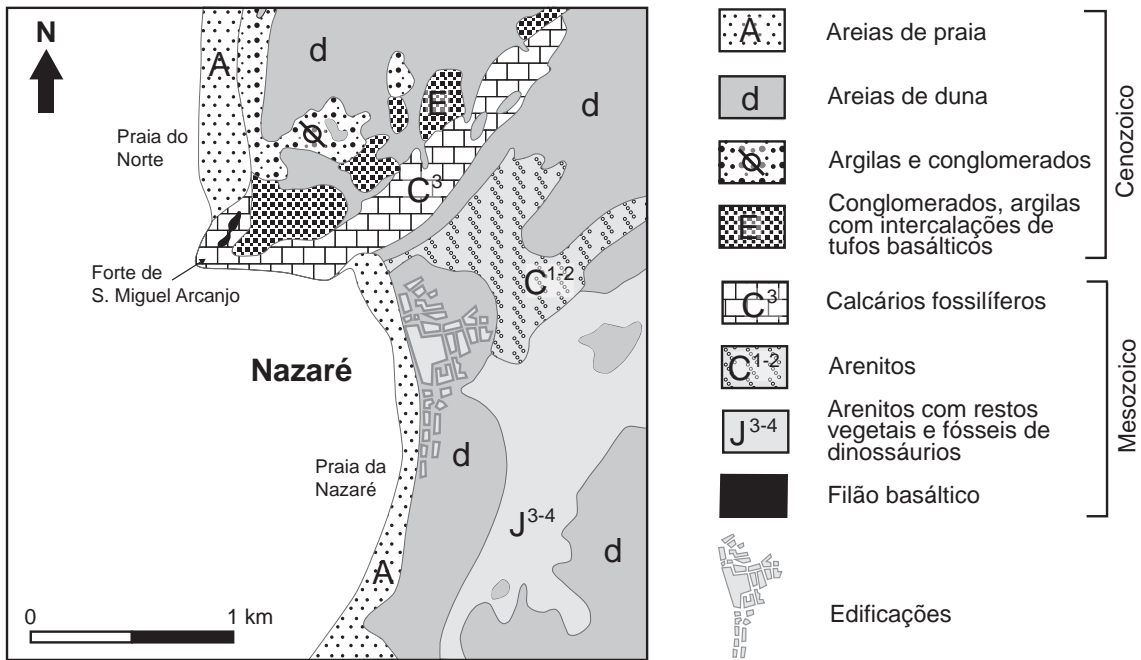 N
A
d
d
E
Praia do
Norte
C3
Forte de
S. Miguel Arcanjo
C1-2
Nazaré
d
Praia da
Nazaré
J3-4
d
A
0 1 km
A Areias de praia
d Areias de duna
Argilas e conglomerados
E Conglomerados, argilas
com intercalações de
tufos basálticos
Cenozoico
C3 Calcários fossilíferos
C1-2 Arenitos
J3-4 Arenitos com restos
vegetais e fósseis de
dinossáurios
Filão basáltico
Mesozoico
Edificações